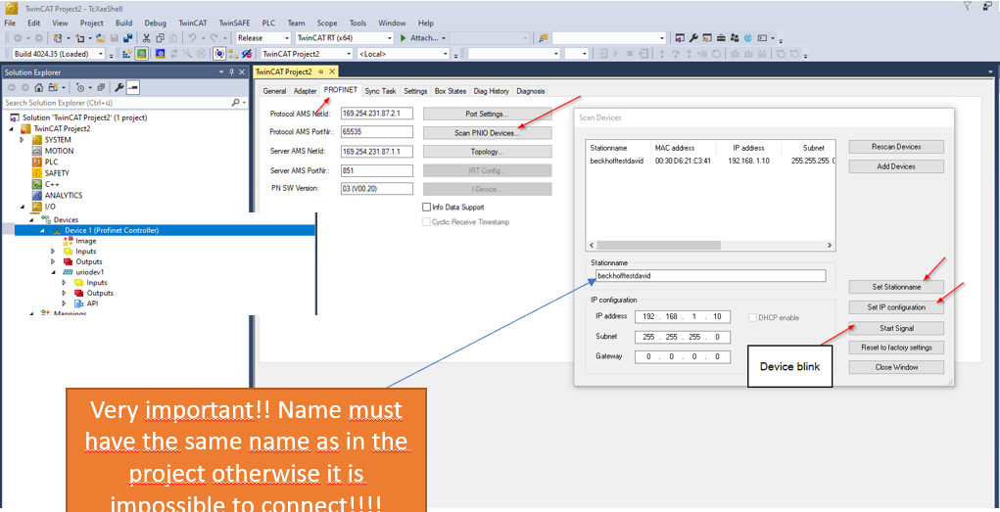 TwinCAT Project2 - TcXaeShell
File Edit View Project Build Debug TwinCAT TwinSAFE PLC Team Scope Tools Window Help
Release TwinCAT RT (x64) Attach...
Build 4024.35 (Loaded) TwinCAT Project2 <Local>
Solution Explorer
Search Solution Explorer (Ctrl+ù)
Solution 'TwinCAT Project2' (1 project)
TwinCAT Project2
SYSTEM
MOTION
PLC
SAFETY
C++
ANALYTICS
I/O
Devices
Device 1 (Profinet Controller)
Image
Inputs
Outputs
uriodev1
Inputs
Outputs
API
Mappings
TwinCAT Project2
General Adapter PROFINET Sync Task Settings Box States Diag History Diagnosis
Protocol AMS NetId: 169.254.231.87.2.1 Port Settings...
Protocol AMS PortNr.: 65535 Scan PNIO Devices...
Server AMS NetId: 169.254.231.87.1.1 Topology...
Server AMS PortNr.: 851 IRT Config...
PN SW Version: 03 (V00.20) I-Device...
Info Data Support
Cyclic Receive Timestamp
Scan Devices
Stationname MAC address IP address Subnet
beckhofftestdavid 00.30.D6.21:C3:41 192.168. 1.10 255.255.255. 0
Rescan Devices
Add Devices
Stationname
beckhofftestdavid
Set Stationname
IP configuration
Set IP configuration
IP address 192 . 168 . 1 . 10 DHCP enable
Start Signal
Subnet 255 . 255 . 255 . 0
Reset to factory settings
Gateway 0 . 0 . 0 . 0
Close Window
Device blink
Very important!! Name must
have the same name as in the
project otherwise it is
impossible to connect!!!!